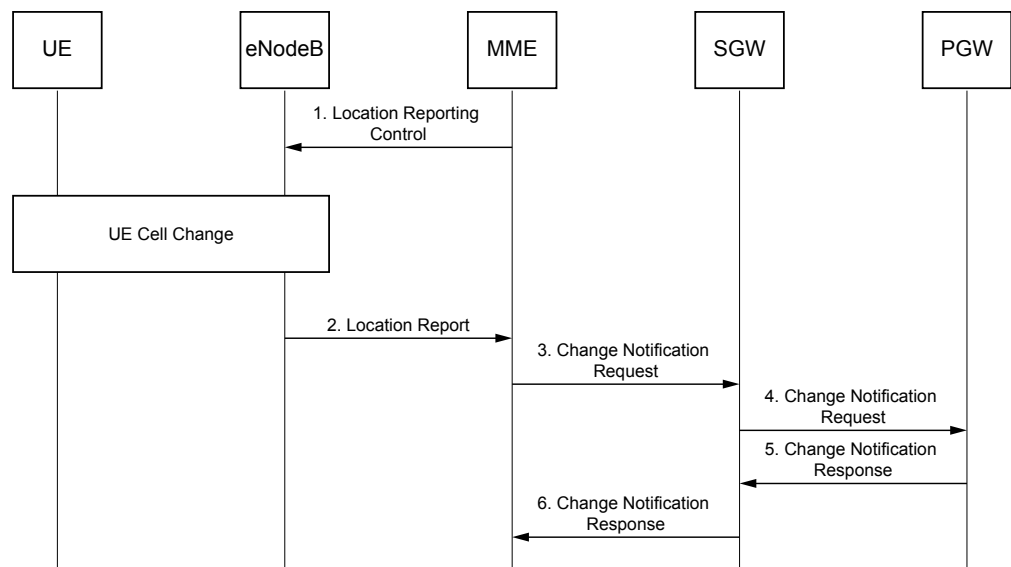 UE
eNodeB
MME
SGW
PGW
1. Location Reporting
Control
UE Cell Change
2. Location Report
3. Change Notification
Request
4. Change Notification
Request
5. Change Notification
Response
6. Change Notification
Response